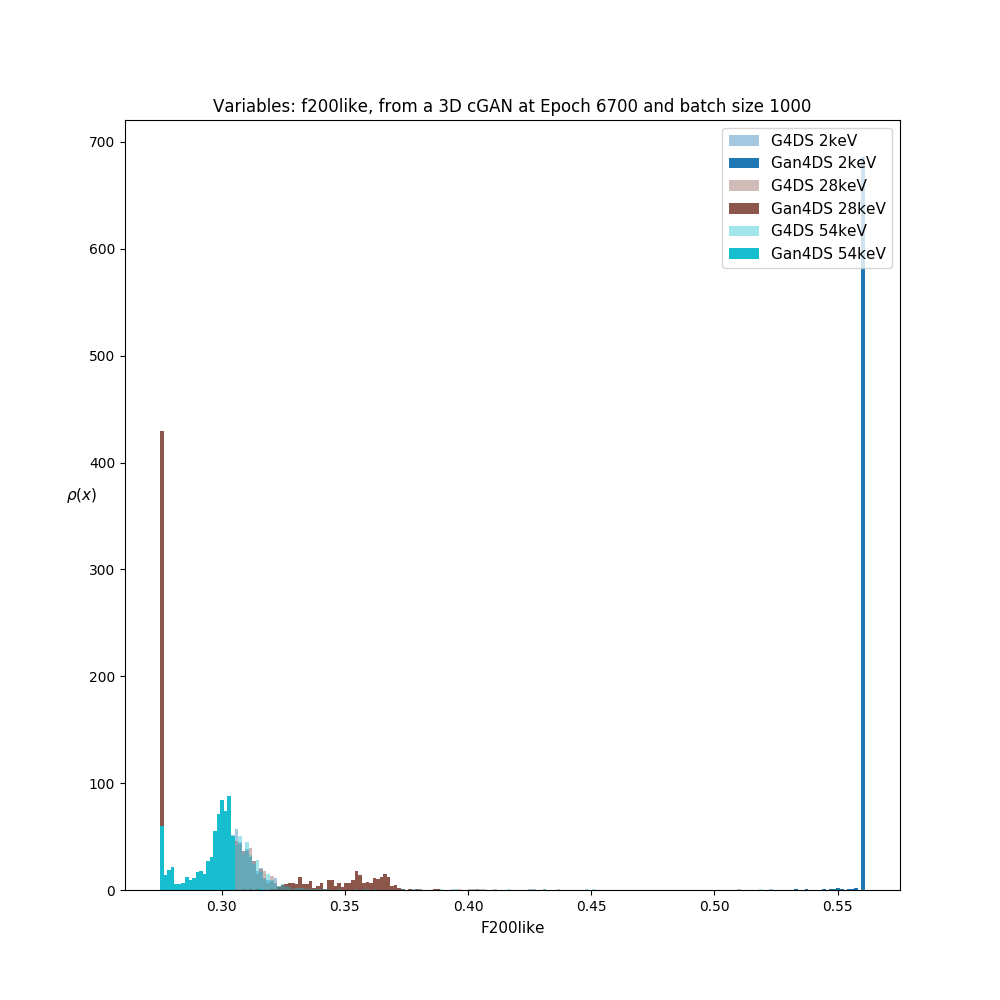 Variables: f200like, from a 3D cGAN at Epoch 6700 and batch size 1000
700
600
500
400
300
200
100
0
ρ(x)
G4DS 2keV
Gan4DS 2keV
G4DS 28keV
Gan4DS 28keV
G4DS 54keV
Gan4DS 54keV
0.30 0.35 0.40 0.45 0.50 0.55
F200like